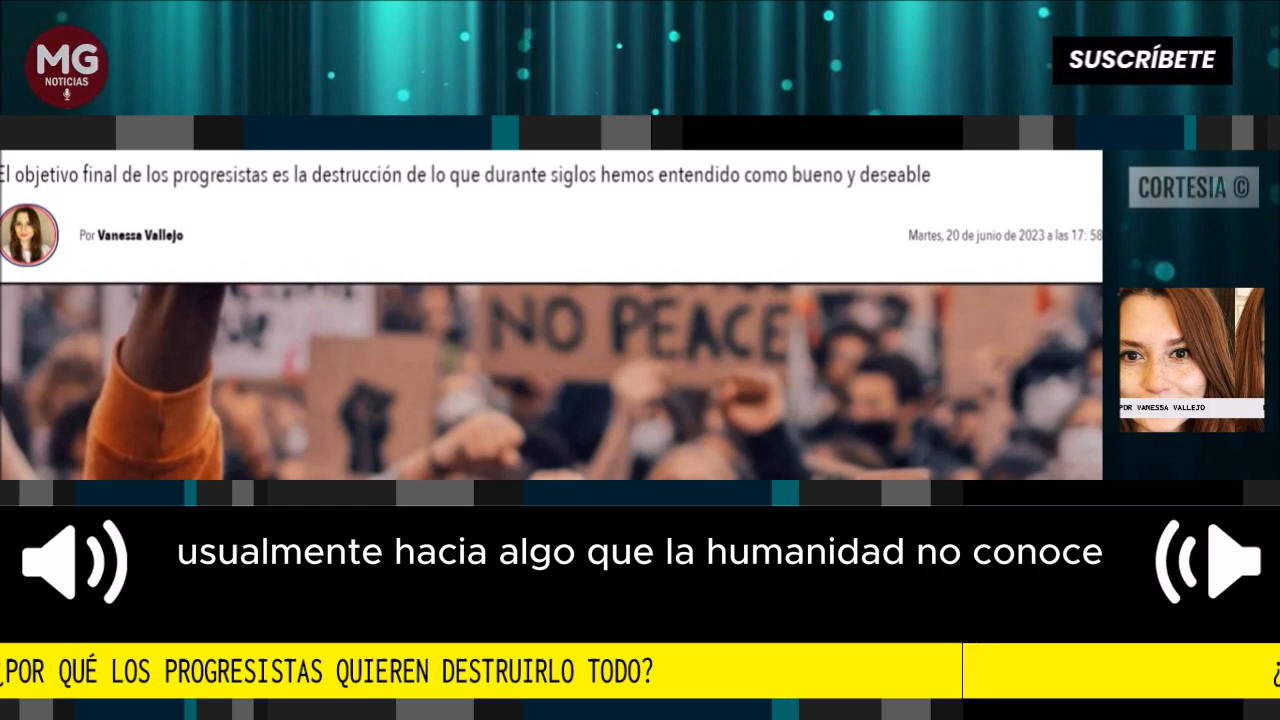 MG
NOTICIAS
SUSCRÍBETE
El objetivo final de los progresistas es la destrucción de lo que durante siglos hemos entendido como bueno y deseable
CORTESIA ©
Por Vanessa Vallejo
Martes, 20 de junio de 2023 a las 17: 58
NO PEACE
POR VANESSA VALLEJO
usualmente hacia algo que la humanidad no conoce
¿POR QUÉ LOS PROGRESISTAS QUIEREN DESTRUIRLO TODO?
¿